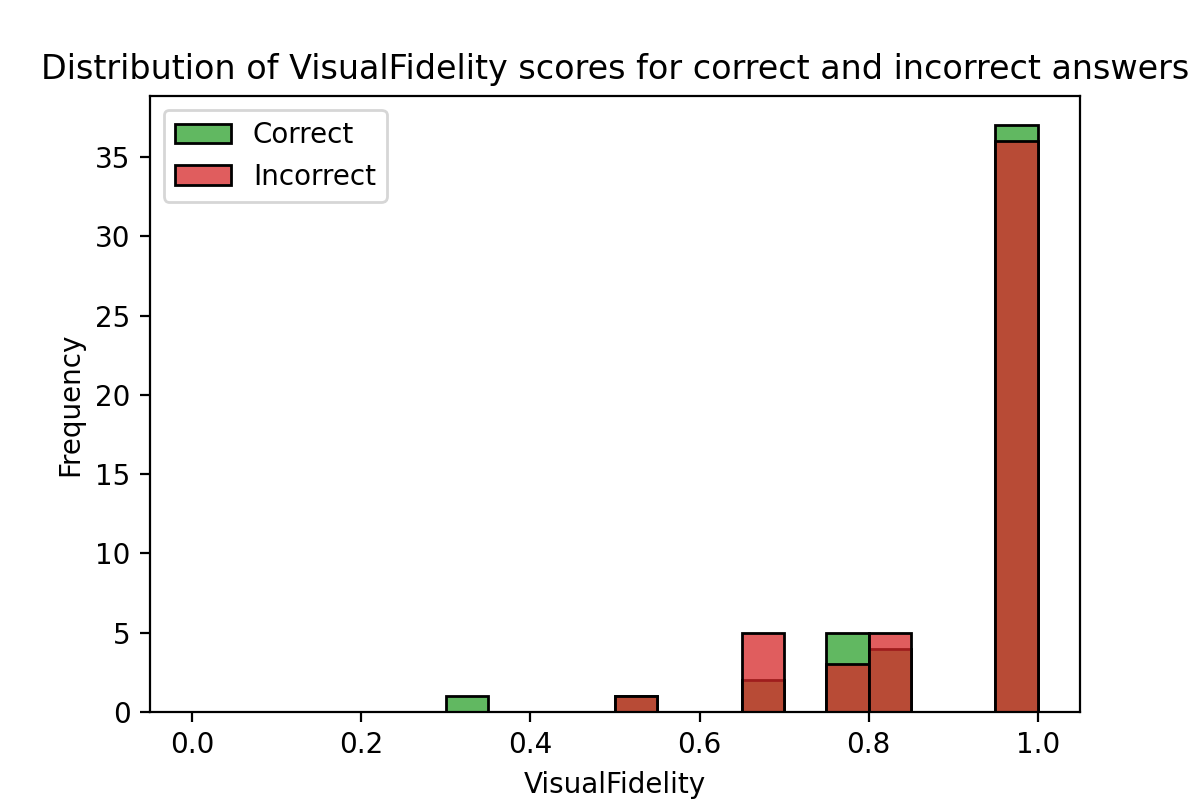 Distribution of VisualFidelity scores for correct and incorrect answers
Correct
Incorrect
Frequency
35
30
25
20
15
10
5
0
0.0 0.2 0.4 0.6 0.8 1.0
VisualFidelity